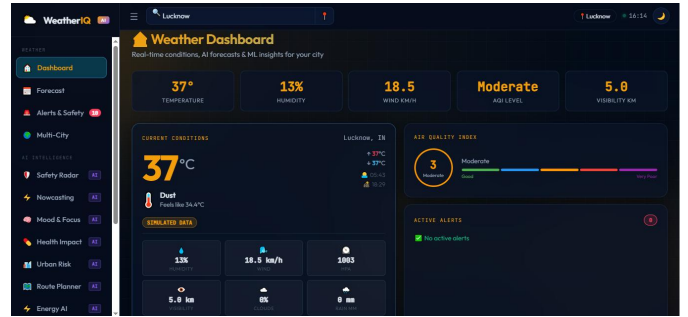 WeatherIQ AI
WEATHER
Dashboard
Forecast
Alerts & Safety 18
Multi-City
AI INTELLIGENCE
Safety Radar AI
Nowcasting AI
Mood & Focus AI
Health Impact AI
Urban Risk AI
Route Planner AI
Energy AI AI
Lucknow
Lucknow 16:14
Weather Dashboard
Real-time conditions, AI forecasts & ML insights for your city
37°
TEMPERATURE
13%
HUMIDITY
18.5
WIND KM/H
Moderate
AQI LEVEL
5.0
VISIBILITY KM
CURRENT CONDITIONS
Lucknow, IN
37°C
↑37°C
↓37°C
05:43
18:29
Dust
Feels like 34.4°C
SIMULATED DATA
13%
HUMIDITY
18.5 km/h
WIND
1003
HPA
5.0 km
VISIBILITY
0%
CLOUDS
0 mm
AIR QUALITY INDEX
3
Moderate
Moderate
Good
Very Poor
ACTIVE ALERTS
0
No active alerts